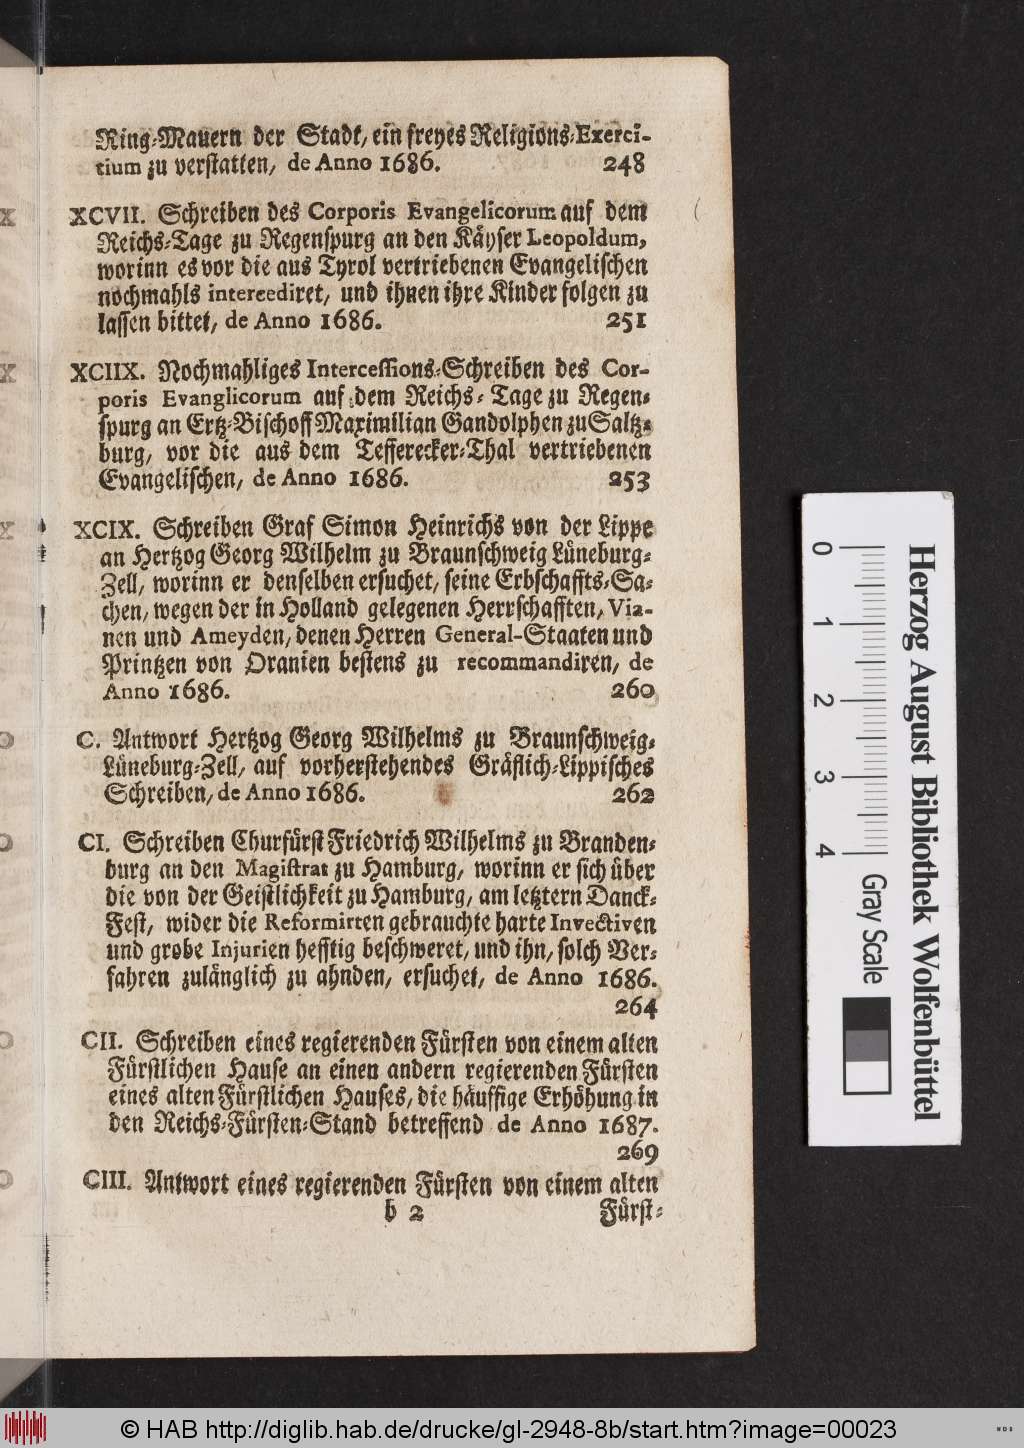 Ring-Mauern der Stadt, ein freyes Religions-Exerci-
tium zu verstatten, de Anno 1686. 248
XCVII. Schreiben des Corporis Evangelicorum auf dem
Reichs-Tage zu Regenspurg an den Käyser Leopoldum,
worinn es vor die aus Tyrol vertriebenen Evangelischen
nochmahls intercediret, und ihnen ihre Kinder folgen zu
lassen bittet, de Anno 1686. 251
XCIIX. Nochmahliges Intercessions-Schreiben des Cor-
poris Evanglicorum auf dem Reichs-Tage zu Regen-
spurg an Ertz-Bischoff Maximilian Gandolphen zu Saltz-
burg, vor die aus dem Tefferecker-Thal vertriebenen
Evangelischen, de Anno 1686. 253
XCIX. Schreiben Graf Simon Heinrichs von der Lippe
an Hertzog Georg Wilhelm zu Braunschweig Lüneburg-
Zell, worinn er denselben ersuchet, seine Erbschaffts-Sa-
chen, wegen der in Holland gelegenen Herrschafften, Via-
nen und Ameyden, denen Herren General-Staaten und
Printzen von Oranien bestens zu recommandiren, de
Anno 1686. 260
C. Antwort Hertzog Georg Wilhelms zu Braunschweig-
Lüneburg-Zell, auf vorherstehendes Gräflich-Lippisches
Schreiben, de Anno 1686. 262
CI. Schreiben Churfürst Friedrich Wilhelms zu Branden-
burg an den Magistrat zu Hamburg, worinn er sich über
die von der Geistlichkeit zu Hamburg, am letztern Danck-
Fest, wider die Reformirten gebrauchte harte Invectiven
und grobe Injurien hefftig beschweret, und ihn, solch Ver-
fahren zulänglich zu ahnden, ersuchet, de Anno 1686.
264
CII. Schreiben eines regierenden Fürsten von einem alten
Fürstlichen Hause an einen andern regierenden Fürsten
eines alten Fürstlichen Hauses, die häuffige Erhöhung in
den Reichs-Fürsten-Stand betreffend de Anno 1687.
269
CIII. Antwort eines regierenden Fürsten von einem alten
b 2 Fürst-
Herzog August Bibliothek Wolfenbüttel
0 1 2 3 4 Gray Scale
© HAB http://diglib.hab.de/drucke/gl-2948-8b/start.htm?image=00023